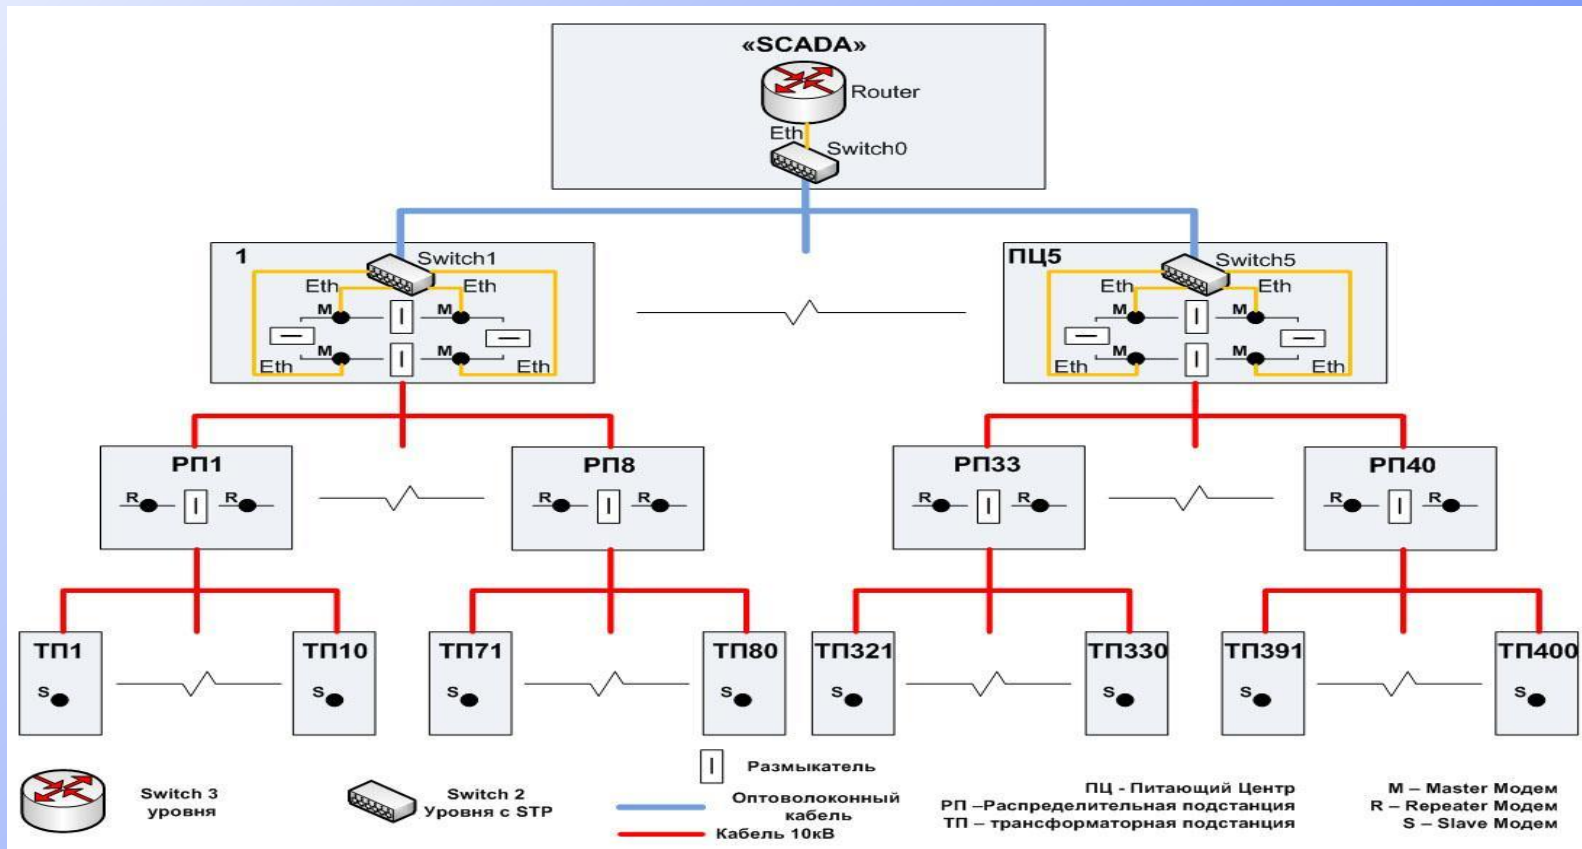 «SCADA»
Router
Eth
Switch0
1
Switch1
Eth
Eth
M
M
M
M
Eth
Eth
ПЦ5
Switch5
Eth
Eth
M
M
M
M
Eth
Eth
РП1
R
R
РП8
R
R
РП33
R
R
РП40
R
R
ТП1
S
ТП10
S
ТП71
S
ТП80
S
ТП321
S
ТП330
S
ТП391
S
ТП400
S
Switch 3
уровня
Switch 2
Уровня с STP
Размыкатель
Оптоволоконный
кабель
Кабель 10кВ
ПЦ - Питающий Центр
РП –Распределительная подстанция
ТП – трансформаторная подстанция
M – Master Модем
R – Repeater Модем
S – Slave Модем